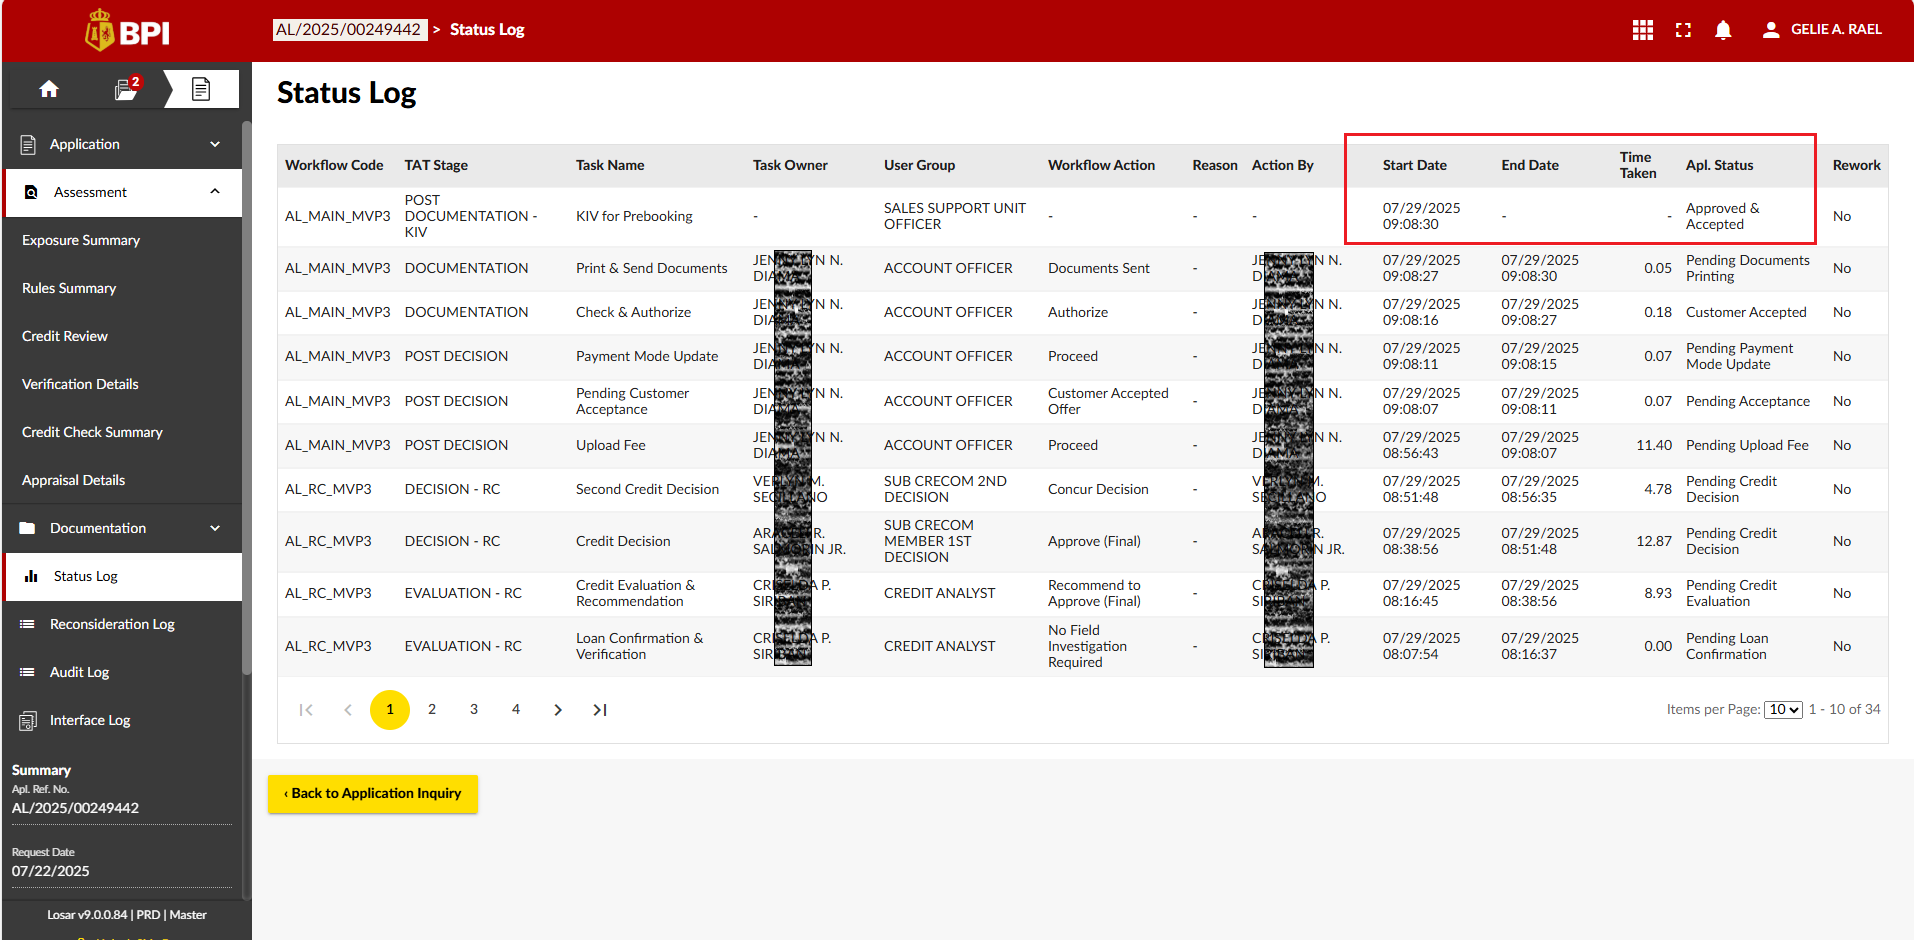 BPI
AL/2025/00249442 > Status Log
GELIE A. RAEL
2
Application
Assessment
Exposure Summary
Rules Summary
Credit Review
Verification Details
Credit Check Summary
Appraisal Details
Documentation
Status Log
Reconsideration Log
Audit Log
Interface Log
Summary
Apl. Ref. No.
AL/2025/00249442
Request Date
07/22/2025
Losar v9.0.0.84 | PRD | Master
Status Log
Workflow Code TAT Stage Task Name Task Owner User Group Workflow Action Reason Action By Start Date End Date Time Taken Apl. Status Rework
AL_MAIN_MVP3 POST DOCUMENTATION - KIV KIV for Prebooking - SALES SUPPORT UNIT OFFICER - - - 07/29/2025 09:08:30 - - Approved & Accepted No
AL_MAIN_MVP3 DOCUMENTATION Print & Send Documents N. ACCOUNT OFFICER Documents Sent - N. 07/29/2025 09:08:27 07/29/2025 09:08:30 0.05 Pending Documents Printing No
AL_MAIN_MVP3 DOCUMENTATION Check & Authorize N. ACCOUNT OFFICER Authorize - N. 07/29/2025 09:08:16 07/29/2025 09:08:27 0.18 Customer Accepted No
AL_MAIN_MVP3 POST DECISION Payment Mode Update N. ACCOUNT OFFICER Proceed - N. 07/29/2025 09:08:11 07/29/2025 09:08:15 0.07 Pending Payment Mode Update No
AL_MAIN_MVP3 POST DECISION Pending Customer Acceptance N. ACCOUNT OFFICER Customer Accepted Offer - N. 07/29/2025 09:08:07 07/29/2025 09:08:11 0.07 Pending Acceptance No
AL_MAIN_MVP3 POST DECISION Upload Fee N. ACCOUNT OFFICER Proceed - N. 07/29/2025 08:56:43 07/29/2025 09:08:07 11.40 Pending Upload Fee No
AL_RC_MVP3 DECISION - RC Second Credit Decision M. SUB CRECOM 2ND DECISION Concur Decision - M. 07/29/2025 08:51:48 07/29/2025 08:56:35 4.78 Pending Credit Decision No
AL_RC_MVP3 DECISION - RC Credit Decision R. JR. SUB CRECOM MEMBER 1ST DECISION Approve (Final) - R. JR. 07/29/2025 08:38:56 07/29/2025 08:51:48 12.87 Pending Credit Decision No
AL_RC_MVP3 EVALUATION - RC Credit Evaluation & Recommendation P. CREDIT ANALYST Recommend to Approve (Final) - P. 07/29/2025 08:16:45 07/29/2025 08:38:56 8.93 Pending Credit Evaluation No
AL_RC_MVP3 EVALUATION - RC Loan Confirmation & Verification P. CREDIT ANALYST No Field Investigation Required - P. 07/29/2025 08:07:54 07/29/2025 08:16:37 0.00 Pending Loan Confirmation No
1 2 3 4
Items per Page: 10 1 - 10 of 34
‹ Back to Application Inquiry